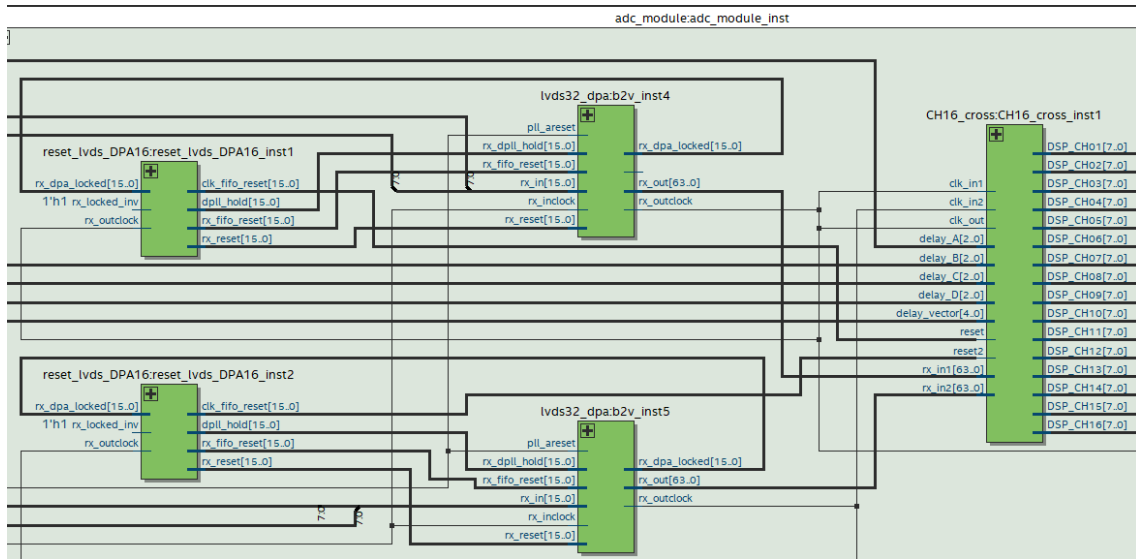 adc_module:adc_module_inst
lvds32_dpa:b2v_inst4
pll_areset
rx_dpll_hold[15..0]
rx_fifo_reset[15..0]
rx_in[15..0]
rx_inclock
rx_reset[15..0]
rx_dpa_locked[15..0]
rx_out[63..0]
rx_outclock
7:0
7:0
reset_lvds_DPA16:reset_lvds_DPA16_inst1
rx_dpa_locked[15..0]
1'h1 rx_locked_inv
rx_outclock
clk_fifo_reset[15..0]
dpll_hold[15..0]
rx_fifo_reset[15..0]
rx_reset[15..0]
CH16_cross:CH16_cross_inst1
clk_in1
clk_in2
clk_out
delay_A[2..0]
delay_B[2..0]
delay_C[2..0]
delay_D[2..0]
delay_vector[4..0]
reset
reset2
rx_in1[63..0]
rx_in2[63..0]
DSP_CH01[7..0]
DSP_CH02[7..0]
DSP_CH03[7..0]
DSP_CH04[7..0]
DSP_CH05[7..0]
DSP_CH06[7..0]
DSP_CH07[7..0]
DSP_CH08[7..0]
DSP_CH09[7..0]
DSP_CH10[7..0]
DSP_CH11[7..0]
DSP_CH12[7..0]
DSP_CH13[7..0]
DSP_CH14[7..0]
DSP_CH15[7..0]
DSP_CH16[7..0]
reset_lvds_DPA16:reset_lvds_DPA16_inst2
rx_dpa_locked[15..0]
1'h1 rx_locked_inv
rx_outclock
clk_fifo_reset[15..0]
dpll_hold[15..0]
rx_fifo_reset[15..0]
rx_reset[15..0]
lvds32_dpa:b2v_inst5
pll_areset
rx_dpll_hold[15..0]
rx_fifo_reset[15..0]
rx_in[15..0]
rx_inclock
rx_reset[15..0]
rx_dpa_locked[15..0]
rx_out[63..0]
rx_outclock
7:0
7:0